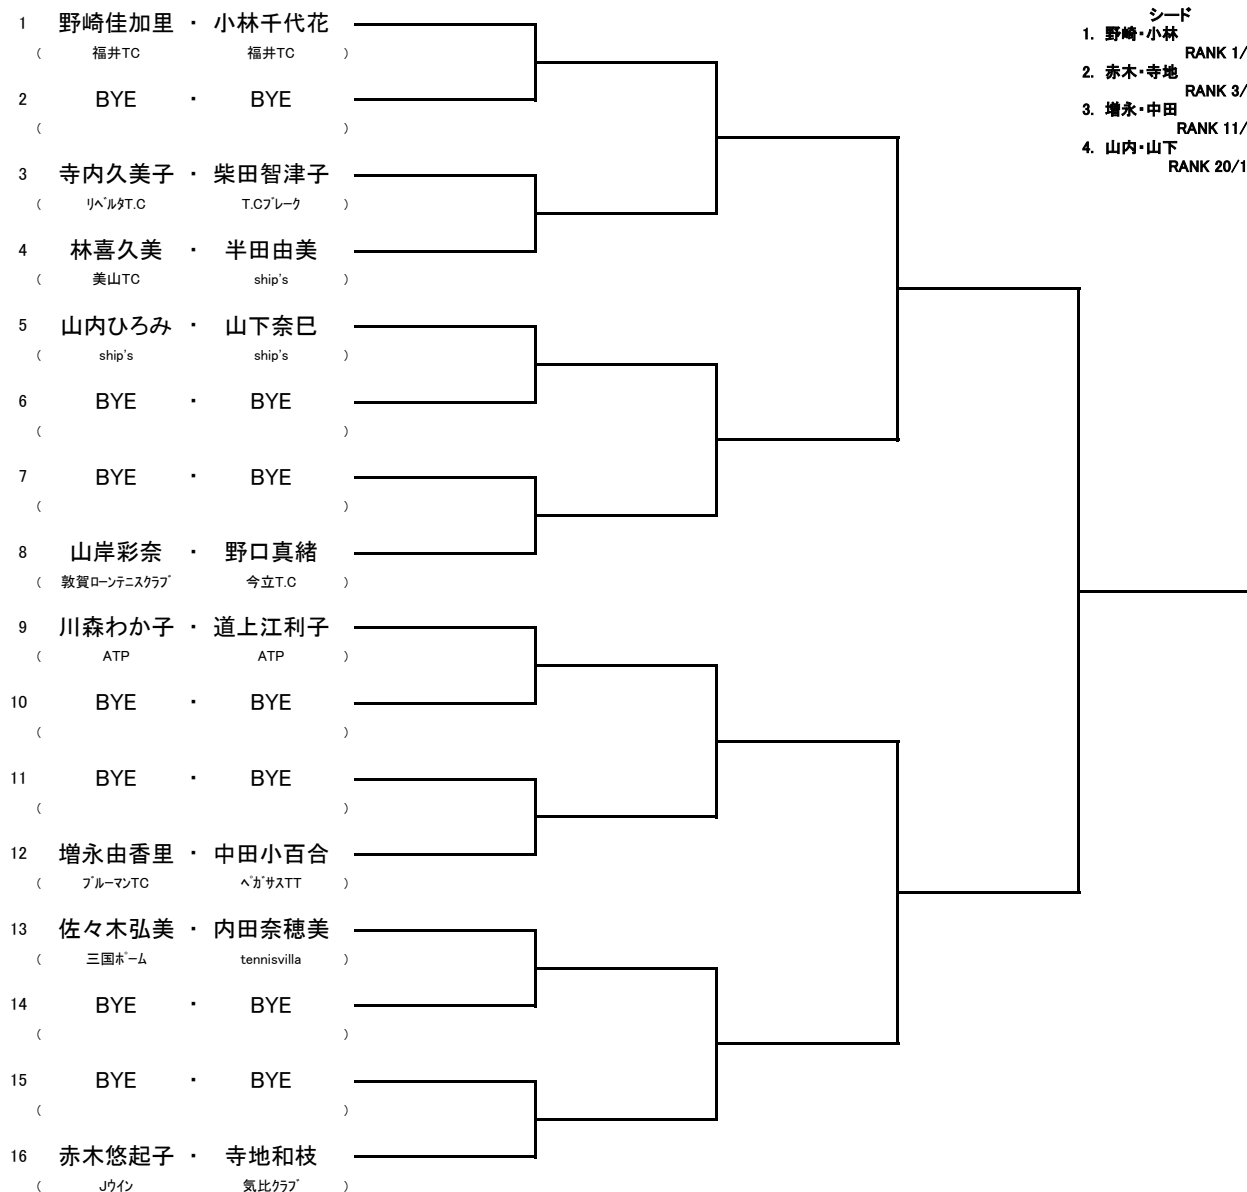 シード
1. 野崎・小林
RANK 1/
2. 赤木・寺地
RANK 3/
3. 増永・中田
RANK 11/
4. 山内・山下
RANK 20/1
1 野崎佳加里 ・ 小林千代花
( 福井TC 福井TC )
2 BYE ・ BYE
( )
3 寺内久美子 ・ 柴田智津子
( ﾘﾍﾞﾙﾀT.C T.Cﾌﾞﾚｰｸ )
4 林喜久美 ・ 半田由美
( 美山TC ship's )
5 山内ひろみ ・ 山下奈巳
( ship's ship's )
6 BYE ・ BYE
( )
7 BYE ・ BYE
( )
8 山岸彩奈 ・ 野口真緒
( 敦賀ﾛｰﾝﾃﾆｽｸﾗﾌﾞ 今立T.C )
9 川森わか子 ・ 道上江利子
( ATP ATP )
10 BYE ・ BYE
( )
11 BYE ・ BYE
( )
12 増永由香里 ・ 中田小百合
( ﾌﾞﾙｰﾏﾝTC ﾍﾟｶﾞｻｽTT )
13 佐々木弘美 ・ 内田奈穂美
( 三国ﾎﾞｰﾑ tennisvilla )
14 BYE ・ BYE
( )
15 BYE ・ BYE
( )
16 赤木悠起子 ・ 寺地和枝
( Jｳｲﾝ 気比ｸﾗﾌﾞ )